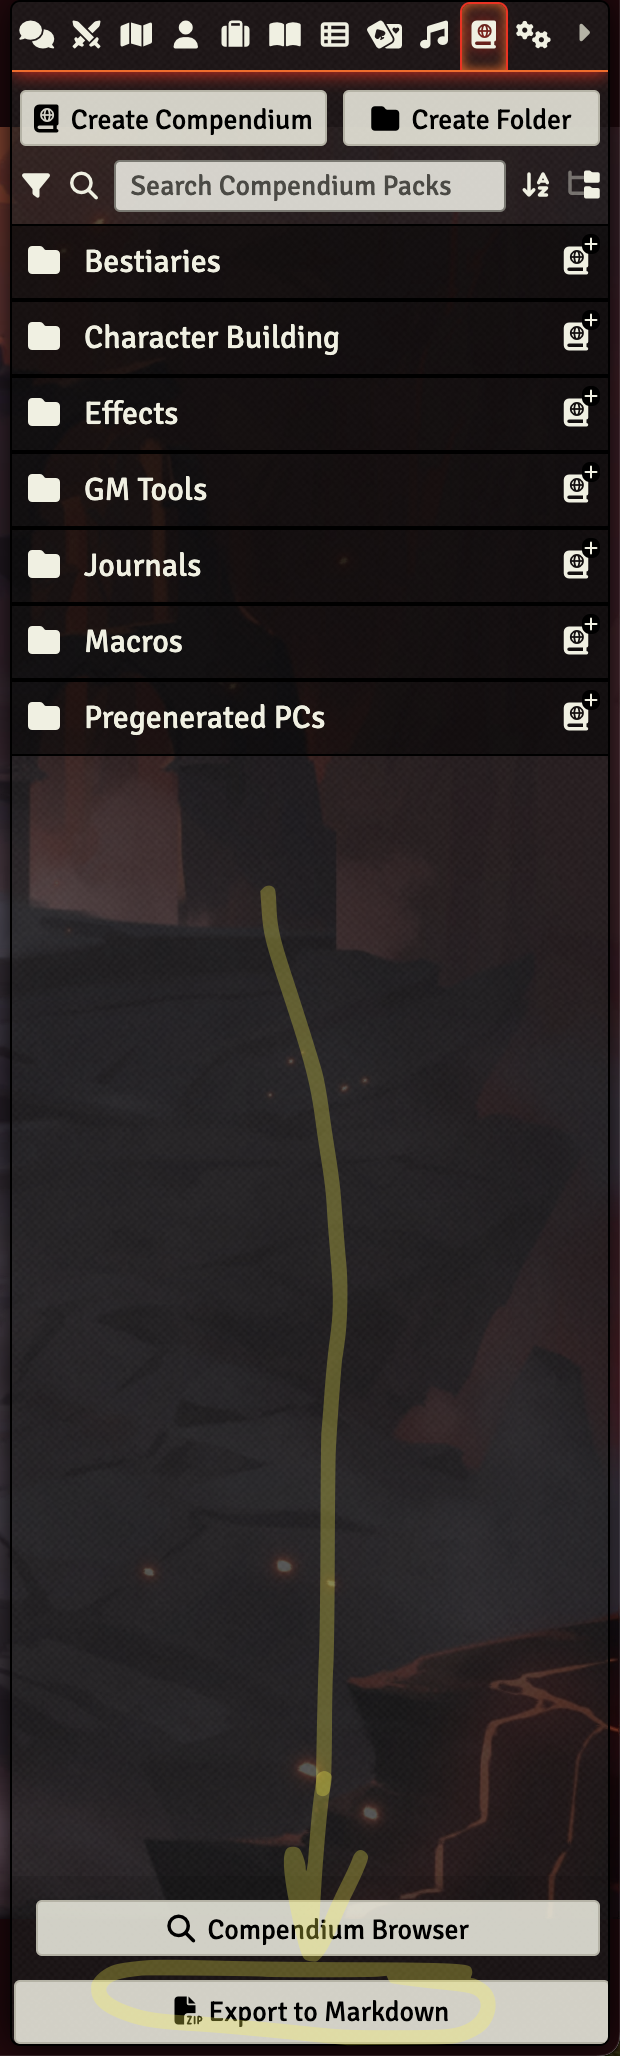 Create Compendium
Create Folder
Search Compendium Packs
Bestiaries
Character Building
Effects
GM Tools
Journals
Macros
Pregenerated PCs
Compendium Browser
ZIP Export to Markdown